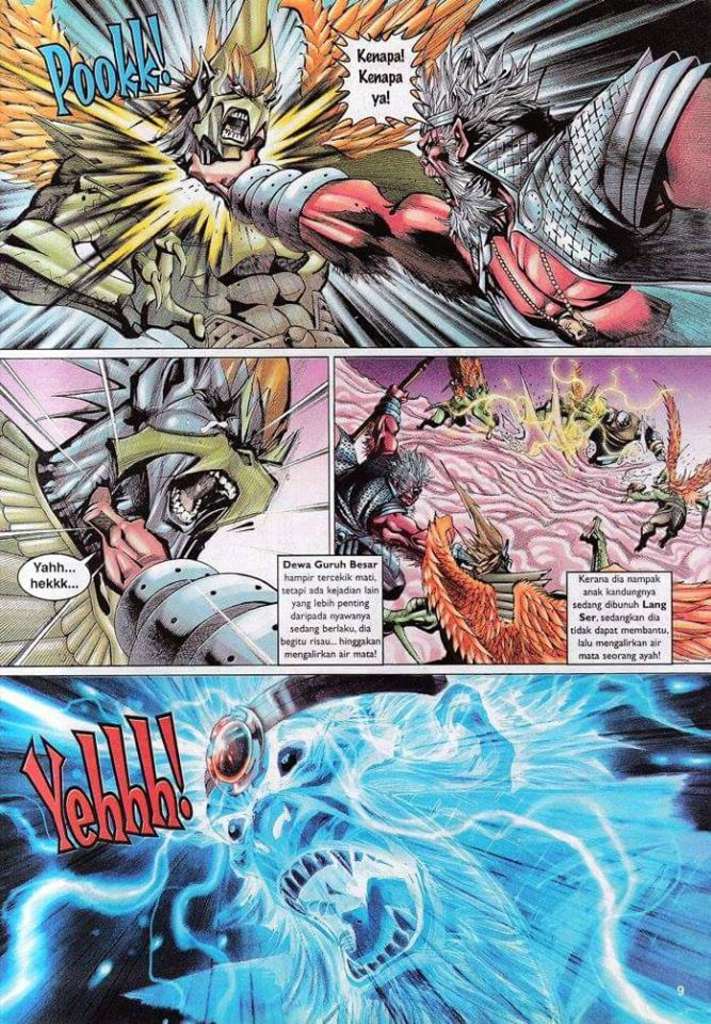 Pookk!
Kenapa!
Kenapa
ya!
Yahh...
hekkk...
Dewa Guruh Besar
hampir tercekik mati,
tetapi ada kejadian lain
yang lebih penting
daripada nyawanya
sedang berlaku, dia
begitu risau... hinggakan
mengalirkan air mata!
Kerana dia nampak
anak kandungnya
sedang dibunuh Lang
Ser, sedangkan dia
tidak dapat membantu,
lalu mengalirkan air
mata seorang ayah!
Yehhh!
9